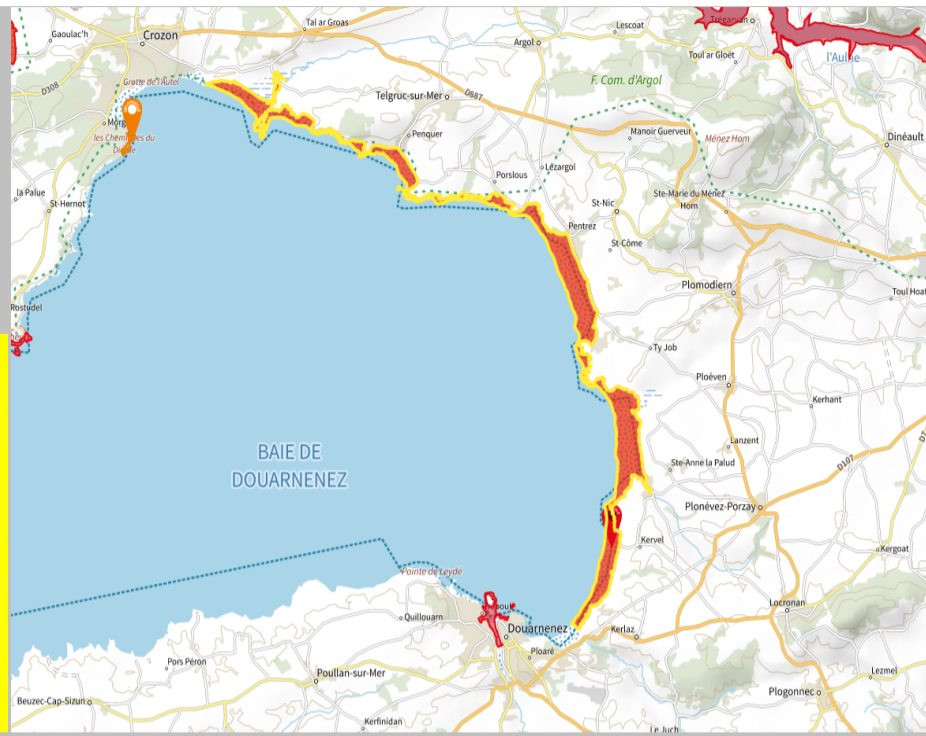 Gaoulac'h
Crozon
Tal ar Groas
Lescoat
Trégarvan
Argol
Toul ar Gloët
l'Aulne
D308
Grotte de l'Autel
F. Com. d'Argol
Telgruc-sur-Mer
D887
les Cheminées du
Diable
Penquer
Manoir Guerveur
Ménez Hom
Dinéault
Lézargol
Porslous
la Palue
St-Hernot
St-Nic
Ste-Marie du Ménez
Hom
Pentrez
St-Côme
Plomodiern
Toul Hoat
Rostudel
Ty Job
Ploéven
Kerhant
BAIE DE
DOUARNENEZ
Lanzent
Ste-Anne la Palud
D107
Plonévez-Porzay
Kervel
Kergoat
Pointe de Leydé
Quillouarn
Locronan
Douarnenez
Kerlaz
Ploaré
Pors Péron
Poullan-sur-Mer
Lezmel
Plogonnec
Beuzec-Cap-Sizun
Kerfinidan
Le Juch